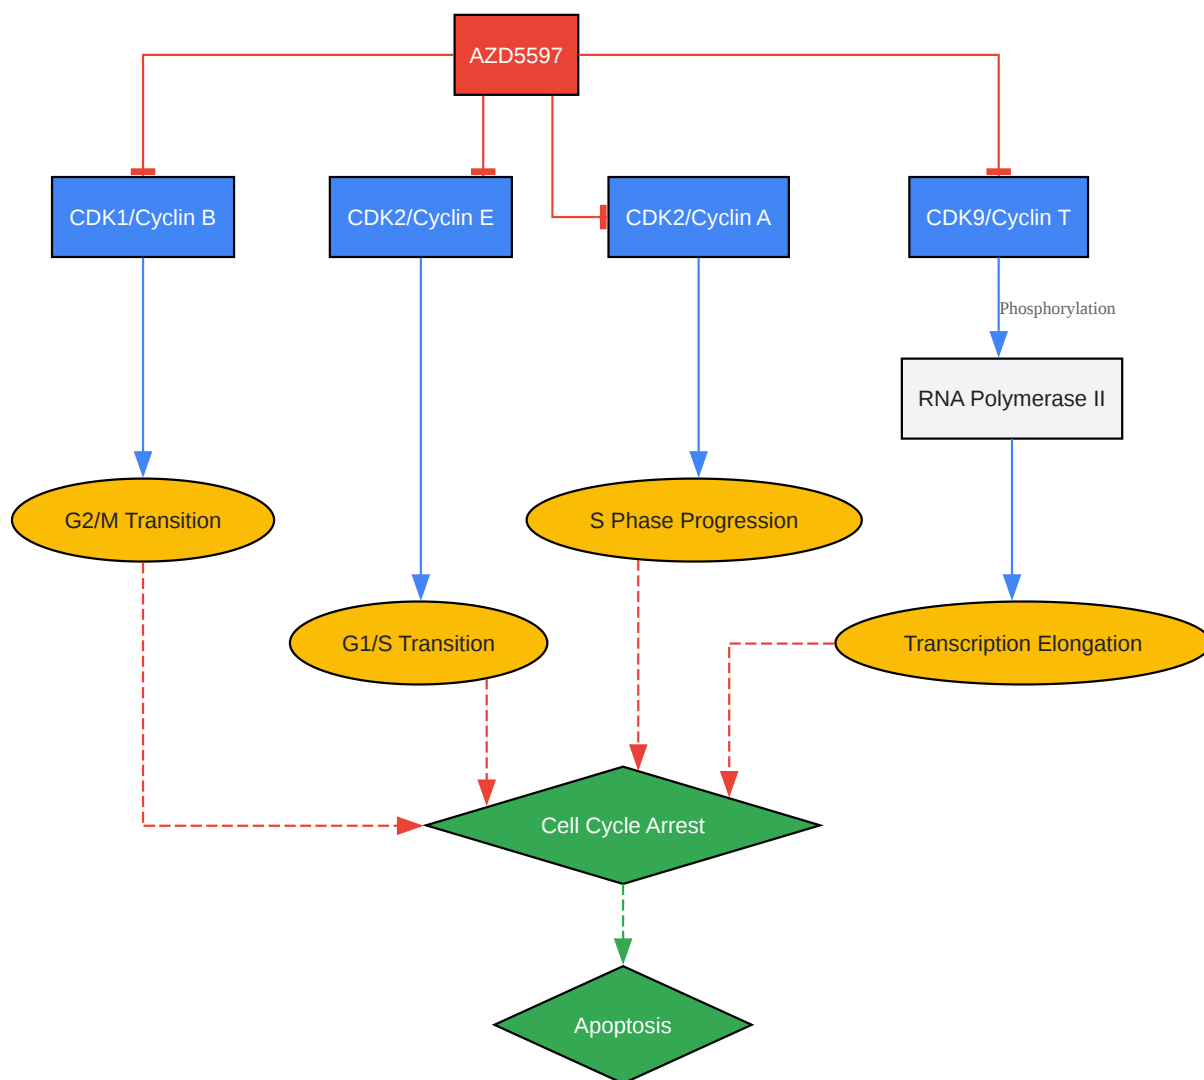 AZD5597
CDK1/Cyclin B
CDK2/Cyclin E
CDK2/Cyclin A
CDK9/Cyclin T
Phosphorylation
RNA Polymerase II
G2/M Transition
S Phase Progression
G1/S Transition
Transcription Elongation
Cell Cycle Arrest
Apoptosis